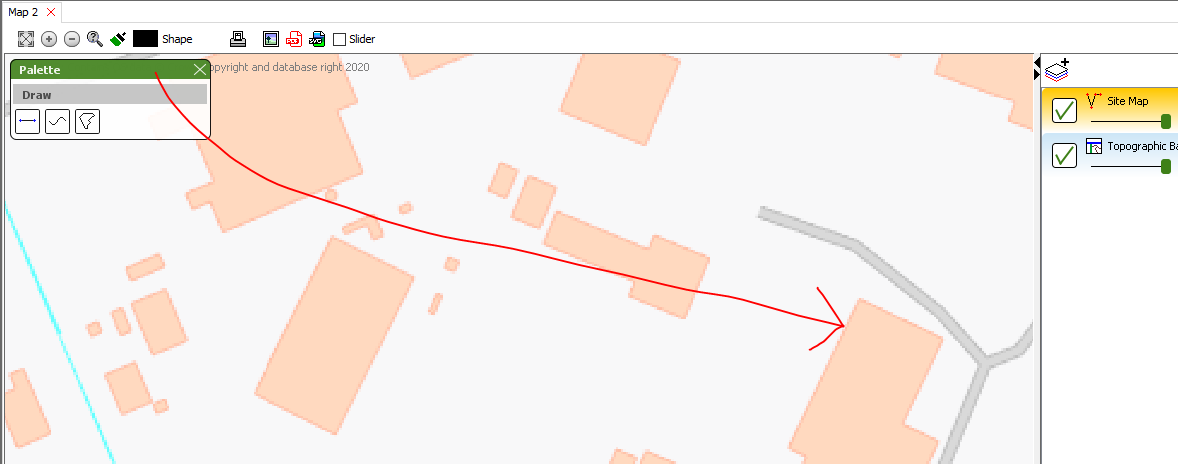 Map 2
Shape
Slider
Palette
opyright and database right 2020
Draw
Site Map
Topographic Ba